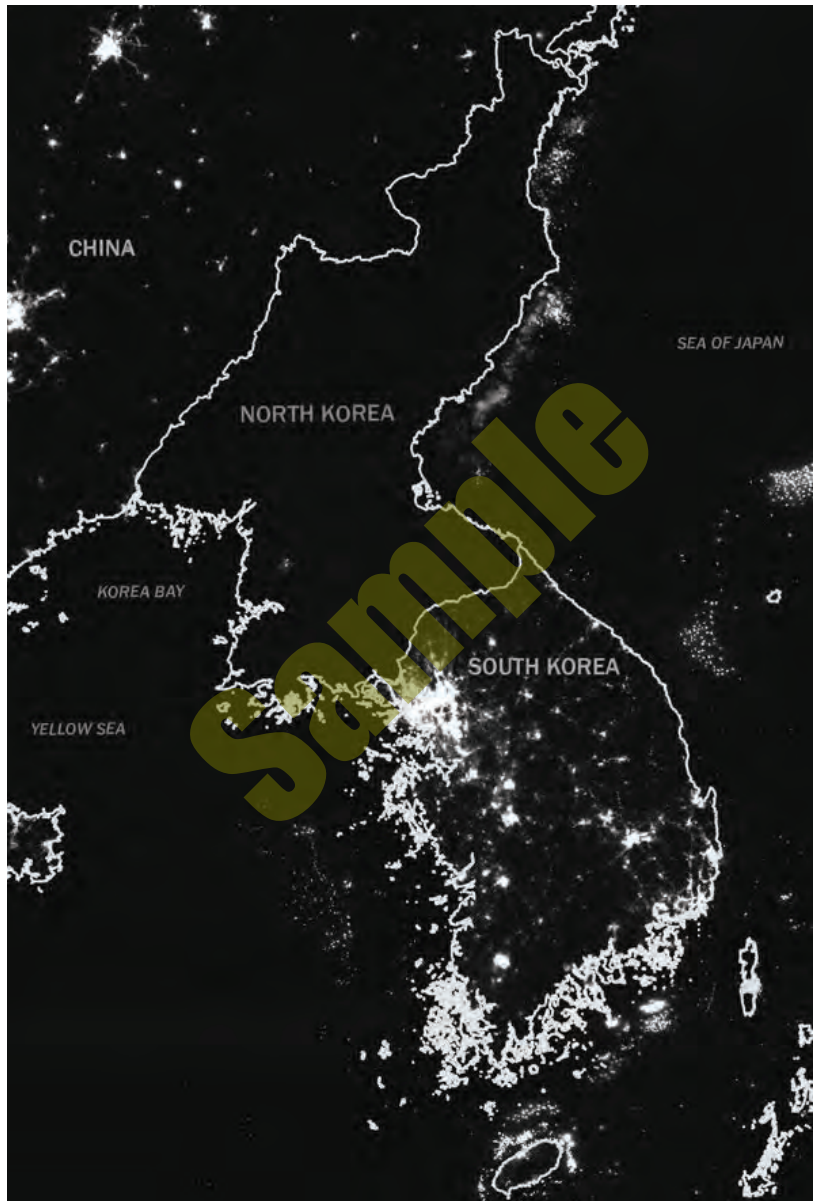 CHINA
SEA OF JAPAN
NORTH KOREA
KOREA BAY
SOUTH KOREA
YELLOW SEA
Sample